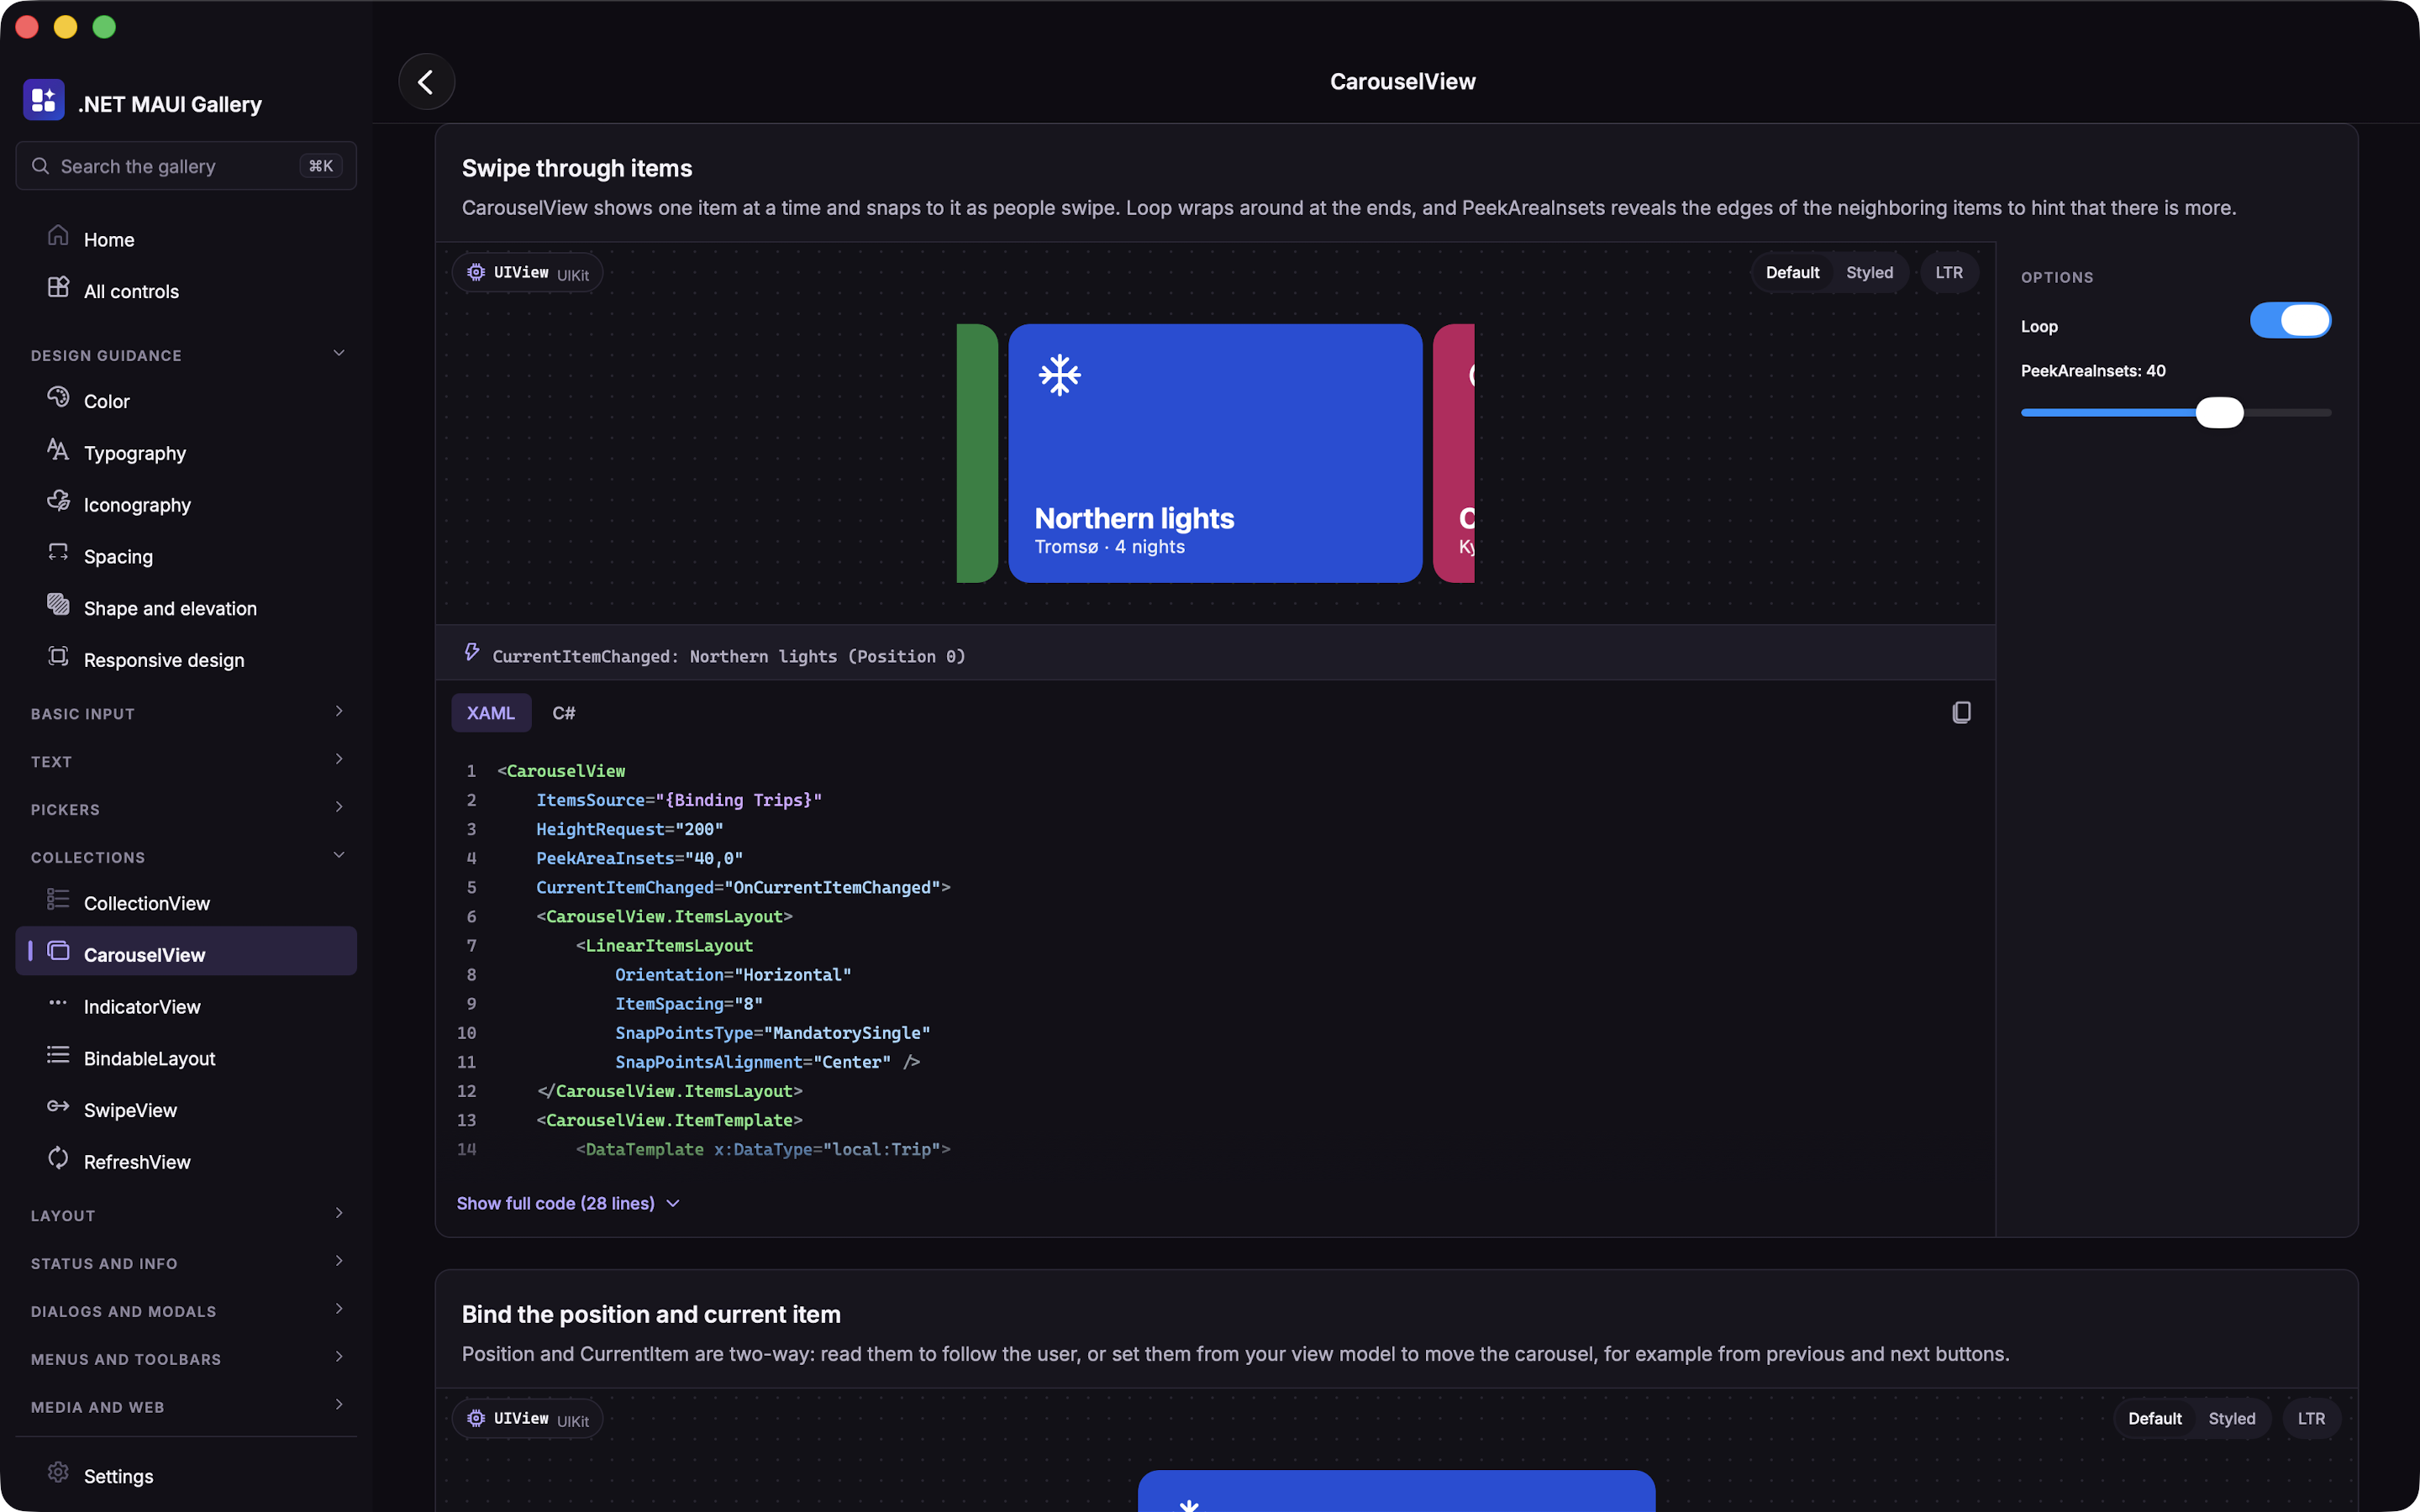 .NET MAUI Gallery
Search the gallery ⌘K
Home
All controls
DESIGN GUIDANCE
Color
Typography
Iconography
Spacing
Shape and elevation
Responsive design
BASIC INPUT
TEXT
PICKERS
COLLECTIONS
CollectionView
CarouselView
IndicatorView
BindableLayout
SwipeView
RefreshView
LAYOUT
STATUS AND INFO
DIALOGS AND MODALS
MENUS AND TOOLBARS
MEDIA AND WEB
Settings
CarouselView
Swipe through items
CarouselView shows one item at a time and snaps to it as people swipe. Loop wraps around at the ends, and PeekAreaInsets reveals the edges of the neighboring items to hint that there is more.
UIView UIKit
Default Styled LTR
Northern lights
Tromsø · 4 nights
Ky
OPTIONS
Loop
PeekAreaInsets: 40
CurrentItemChanged: Northern lights (Position 0)
XAML C#
1 <CarouselView
2 ItemsSource="{Binding Trips}"
3 HeightRequest="200"
4 PeekAreaInsets="40,0"
5 CurrentItemChanged="OnCurrentItemChanged">
6 <CarouselView.ItemsLayout>
7 <LinearItemsLayout
8 Orientation="Horizontal"
9 ItemSpacing="8"
10 SnapPointsType="MandatorySingle"
11 SnapPointsAlignment="Center" />
12 </CarouselView.ItemsLayout>
13 <CarouselView.ItemTemplate>
14 <DataTemplate x:DataType="local:Trip">
Show full code (28 lines)
Bind the position and current item
Position and CurrentItem are two-way: read them to follow the user, or set them from your view model to move the carousel, for example from previous and next buttons.
UIView UIKit
Default Styled LTR